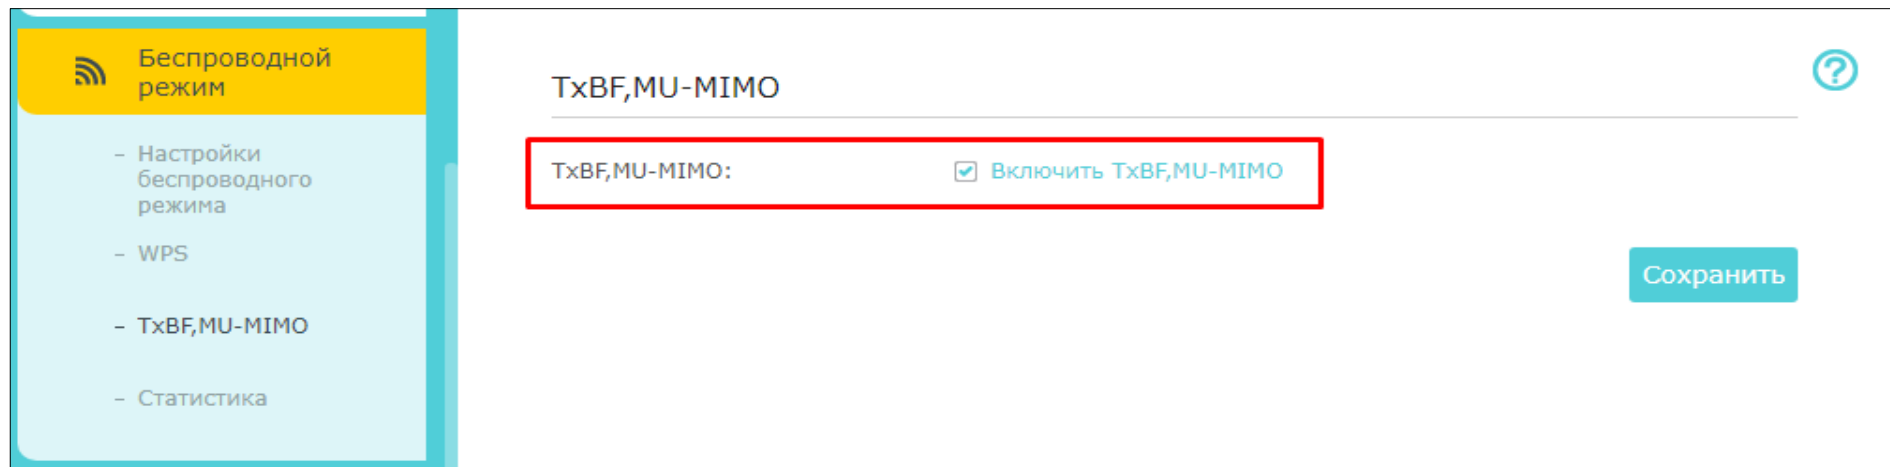 Беспроводной
режим
– Настройки
беспроводного
режима
– WPS
– TxBF,MU-MIMO
– Статистика
TxBF,MU-MIMO
?
TxBF,MU-MIMO: Включить TxBF,MU-MIMO
Сохранить